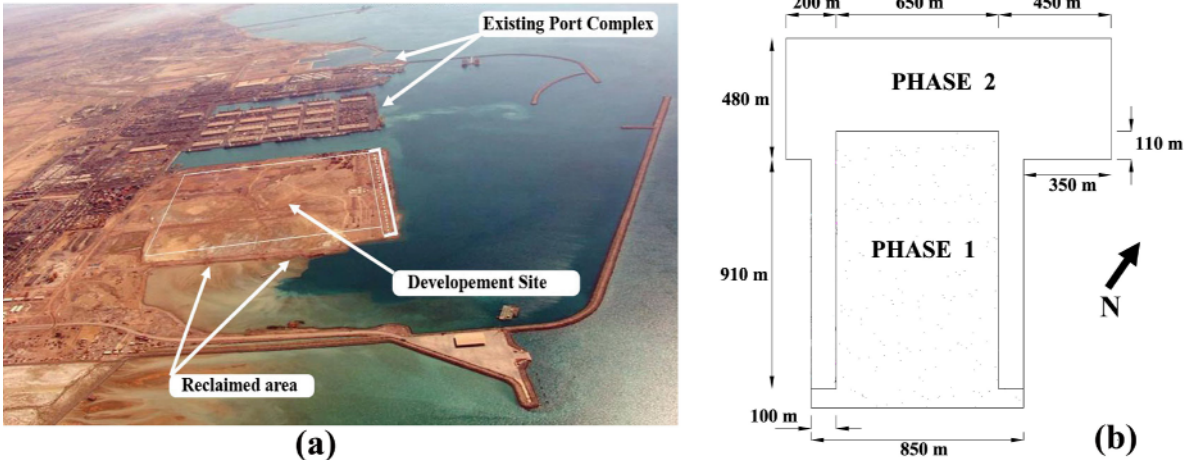 Existing Port Complex
Developement Site
Reclaimed area
(a)
200 m
650 m
450 m
PHASE 2
480 m
110 m
350 m
PHASE 1
910 m
N
100 m
850 m
(b)